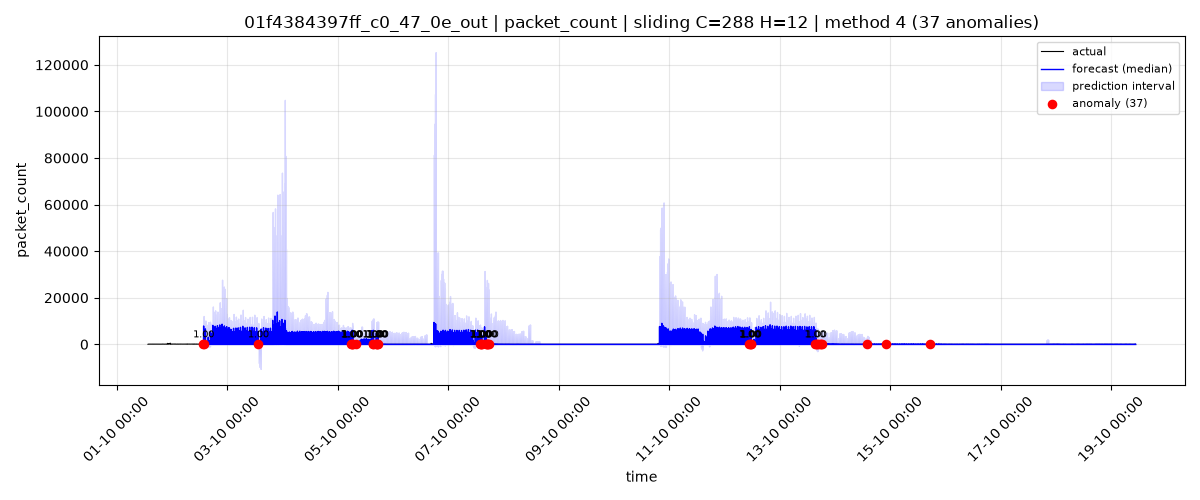 01f4384397ff_c0_47_0e_out | packet_count | sliding C=288 H=12 | method 4 (37 anomalies)
actual
forecast (median)
prediction interval
anomaly (37)
packet_count
120000
100000
80000
60000
40000
20000
0
01-10 00:00
03-10 00:00
05-10 00:00
07-10 00:00
09-10 00:00
11-10 00:00
13-10 00:00
15-10 00:00
17-10 00:00
19-10 00:00
time